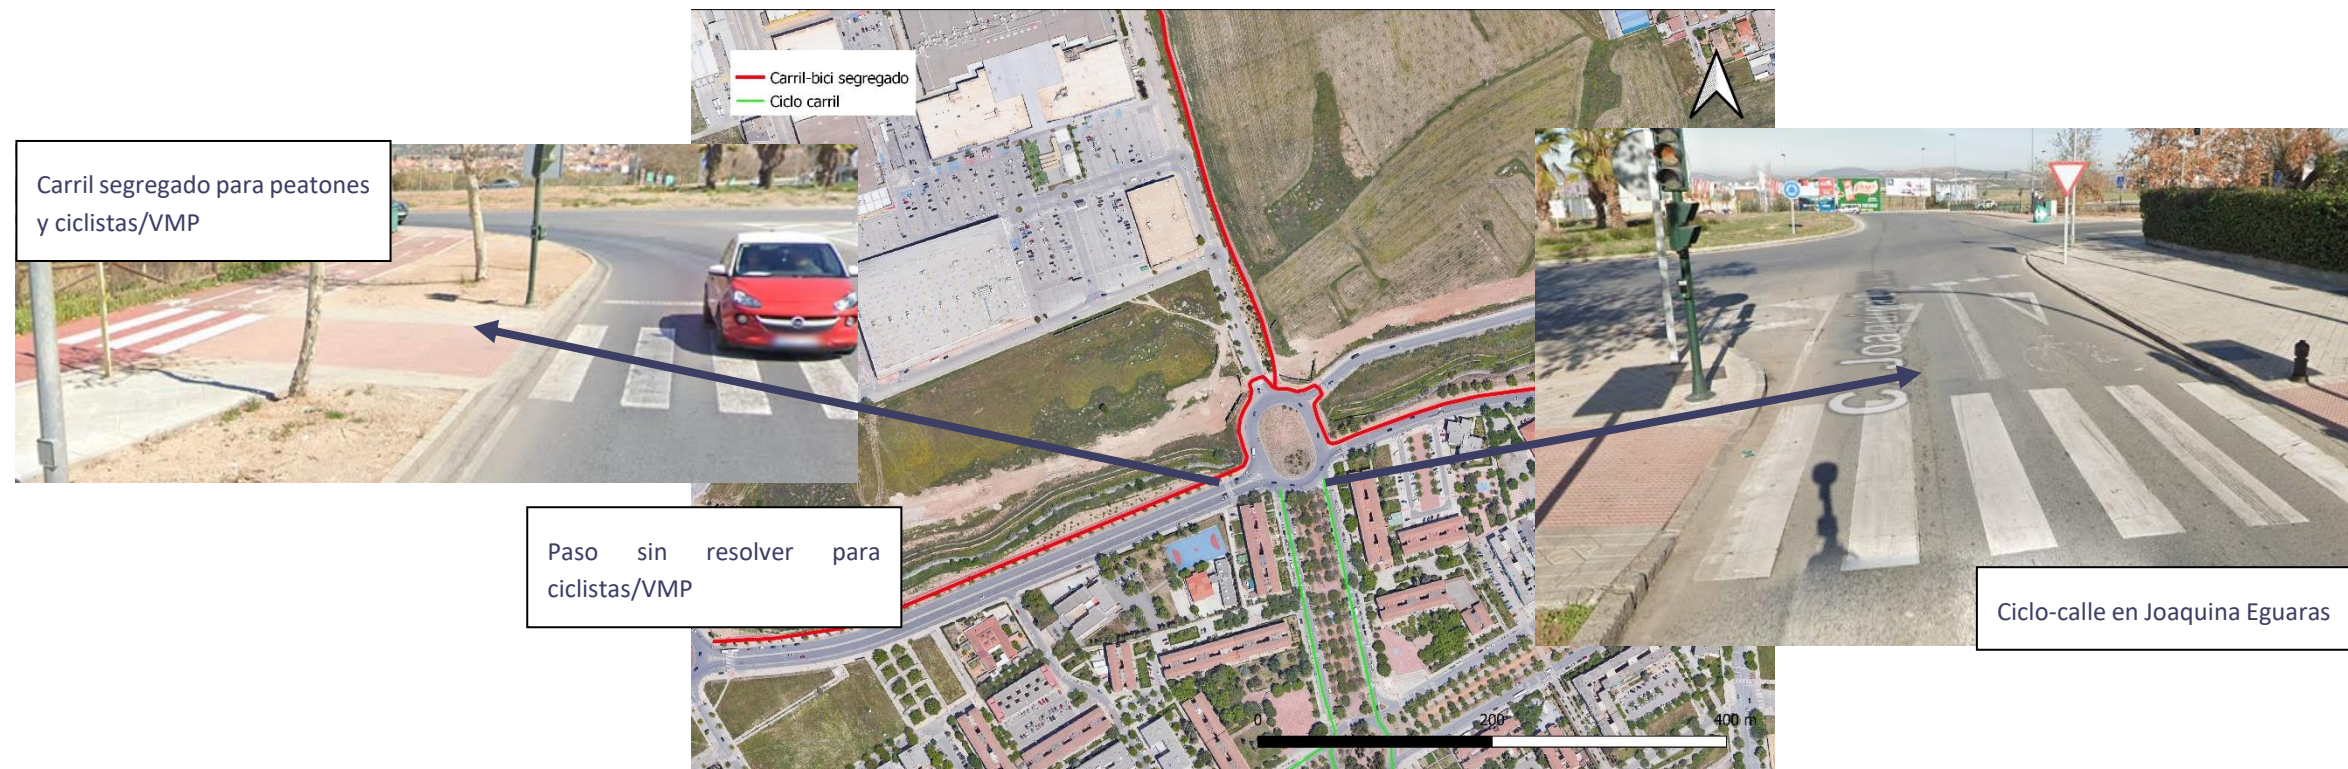 Carril-bici segregado
Ciclo carril
Carril segregado para peatones
y ciclistas/VMP
Paso sin resolver para
ciclistas/VMP
C. Joaquina
Ciclo-calle en Joaquina Eguaras
0 200 400 m